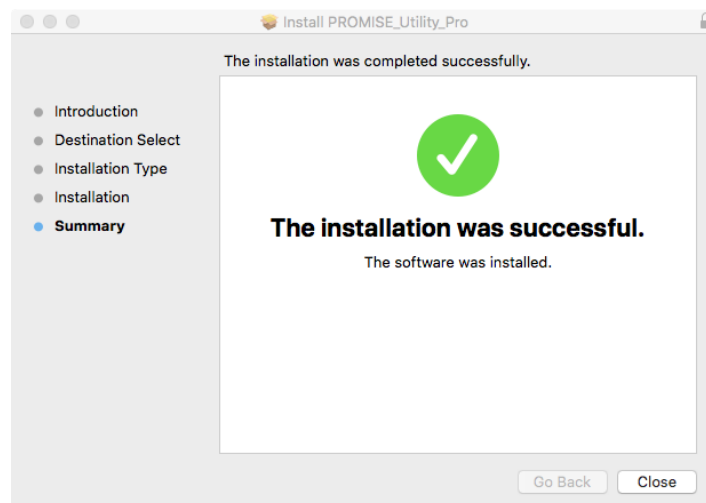 Install PROMISE_Utility_Pro
The installation was completed successfully.
Introduction
Destination Select
Installation Type
Installation
Summary
The installation was successful.
The software was installed.
Go Back
Close